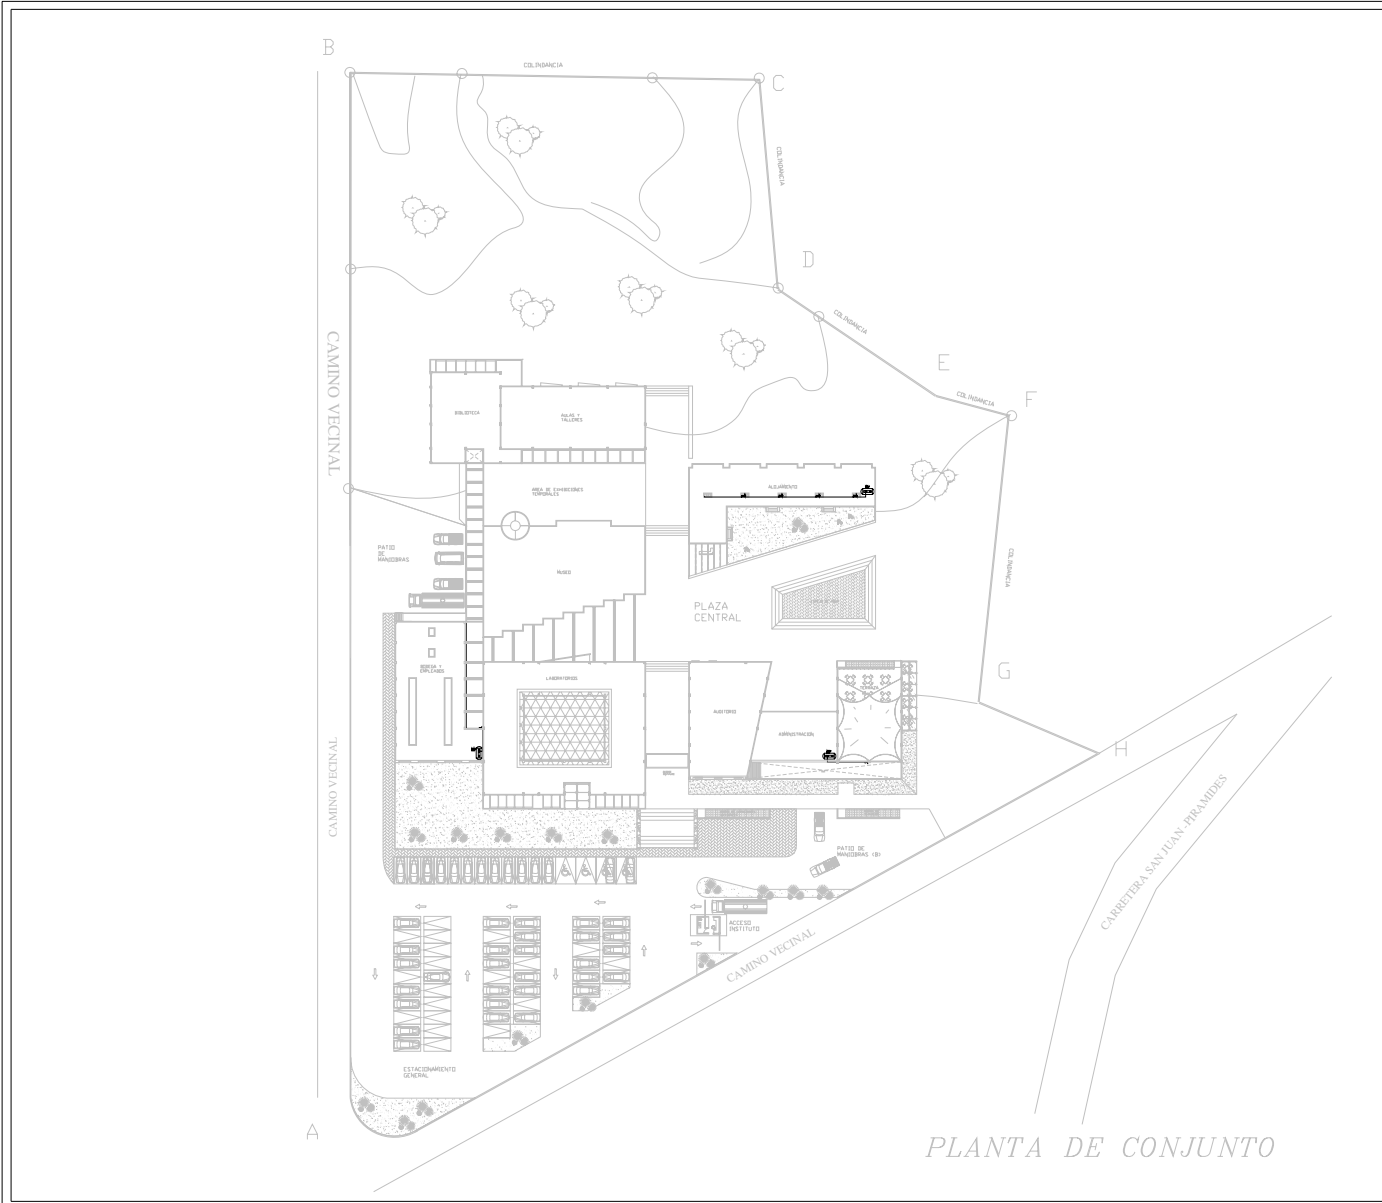 B
COLINDANCIA
C
COLINDANCIA
D
COLINDANCIA
E
COLINDANCIA
F
CAMINO VECINAL
BIBLIOTECA
AULAS Y
TALLERES
AREA DE EXHIBICIONES
TEMPORALES
ALOJAMIENTO
PATIO
DE
MANIOBRAS
MUSEO
COLINDANCIA
PLAZA
CENTRAL
BODEGA Y
EMPLEADOS
LABORATORIOS
TERRAZA
G
AUDITORIO
ADMINISTRACION
H
CAMINO VECINAL
PATIO DE
MANIOBRAS (B)
CARRETERA SAN JUAN -PIRAMIDES
ACCESO
INSTITUTO
CAMINO VECINAL
ESTACIONAMIENTO
GENERAL
A
PLANTA DE CONJUNTO